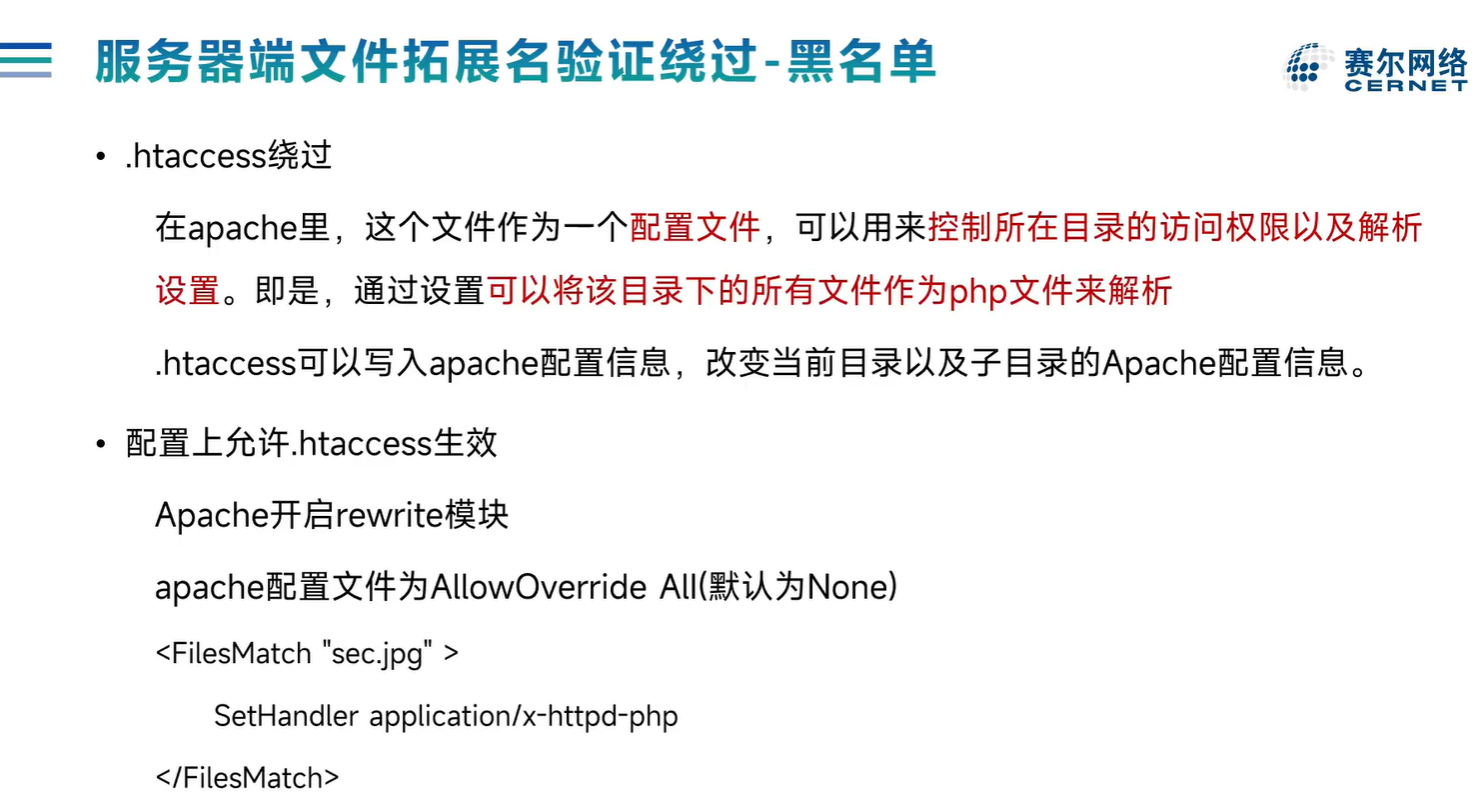 服务器端文件拓展名验证绕过-黑名单
赛尔网络
CERNET
• .htaccess绕过
在apache里，这个文件作为一个配置文件，可以用来控制所在目录的访问权限以及解析
设置。即是，通过设置可以将该目录下的所有文件作为php文件来解析
.htaccess可以写入apache配置信息，改变当前目录以及子目录的Apache配置信息。
• 配置上允许.htaccess生效
Apache开启rewrite模块
apache配置文件为AllowOverride All(默认为None)
<FilesMatch "sec.jpg" >
SetHandler application/x-httpd-php
</FilesMatch>